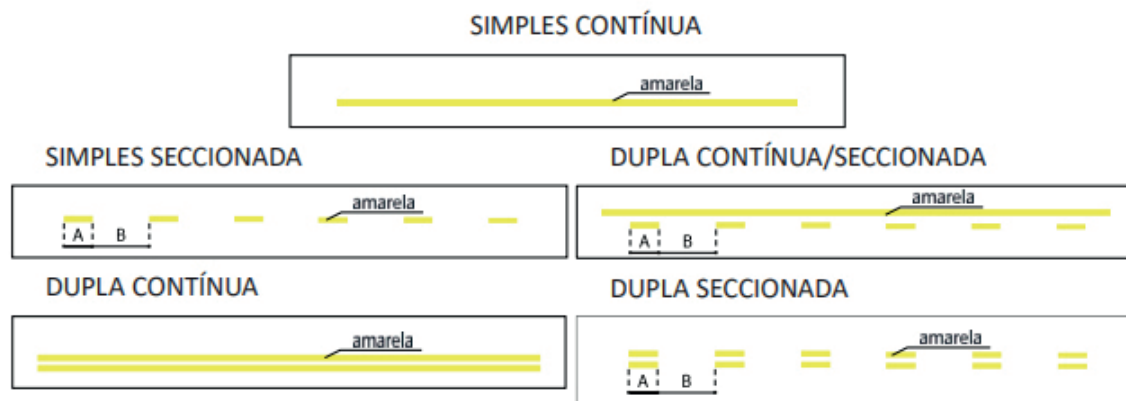 SIMPLES CONTÍNUA
amarela
SIMPLES SECCIONADA
amarela
A B
DUPLA CONTÍNUA/SECCIONADA
amarela
A B
DUPLA CONTÍNUA
amarela
DUPLA SECCIONADA
amarela
A B